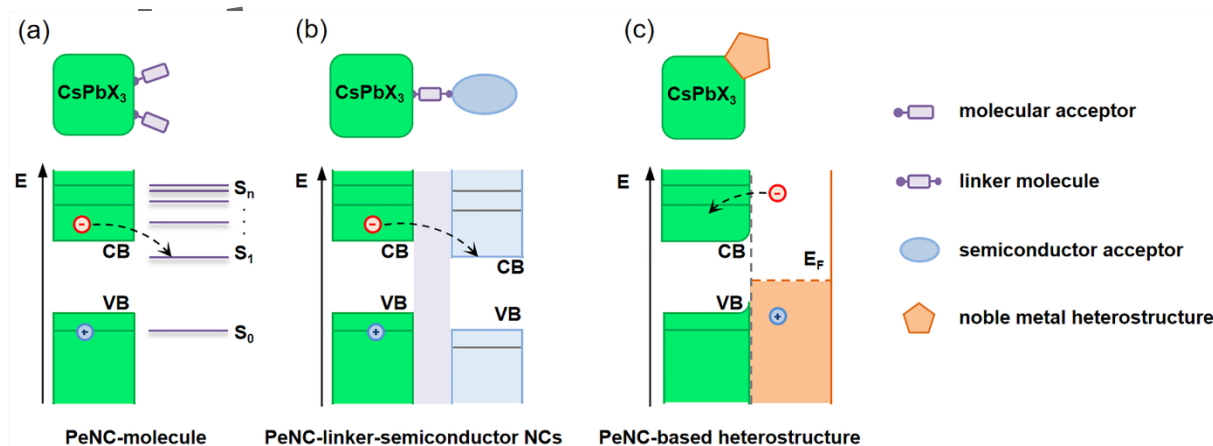 (a)
(b)
(c)
CsPbX3
CsPbX3
CsPbX3
molecular acceptor
linker molecule
semiconductor acceptor
noble metal heterostructure
E
Sn
CB
S1
VB
S0
E
CB
CB
VB
VB
E
CB
EF
VB
PeNC-molecule
PeNC-linker-semiconductor NCs
PeNC-based heterostructure